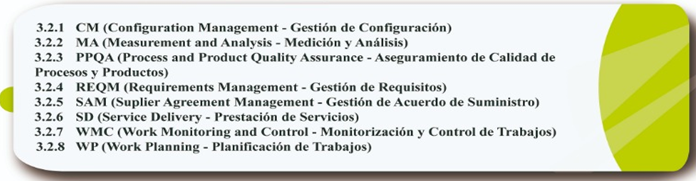 3.2.1 CM (Configuration Management - Gestión de Configuración)
3.2.2 MA (Measurement and Analysis - Medición y Análisis)
3.2.3 PPQA (Process and Product Quality Assurance - Aseguramiento de Calidad de
Procesos y Productos)
3.2.4 REQM (Requirements Management - Gestión de Requisitos)
3.2.5 SAM (Suplier Agreement Management - Gestión de Acuerdo de Suministro)
3.2.6 SD (Service Delivery - Prestación de Servicios)
3.2.7 WMC (Work Monitoring and Control - Monitorización y Control de Trabajos)
3.2.8 WP (Work Planning - Planificación de Trabajos)